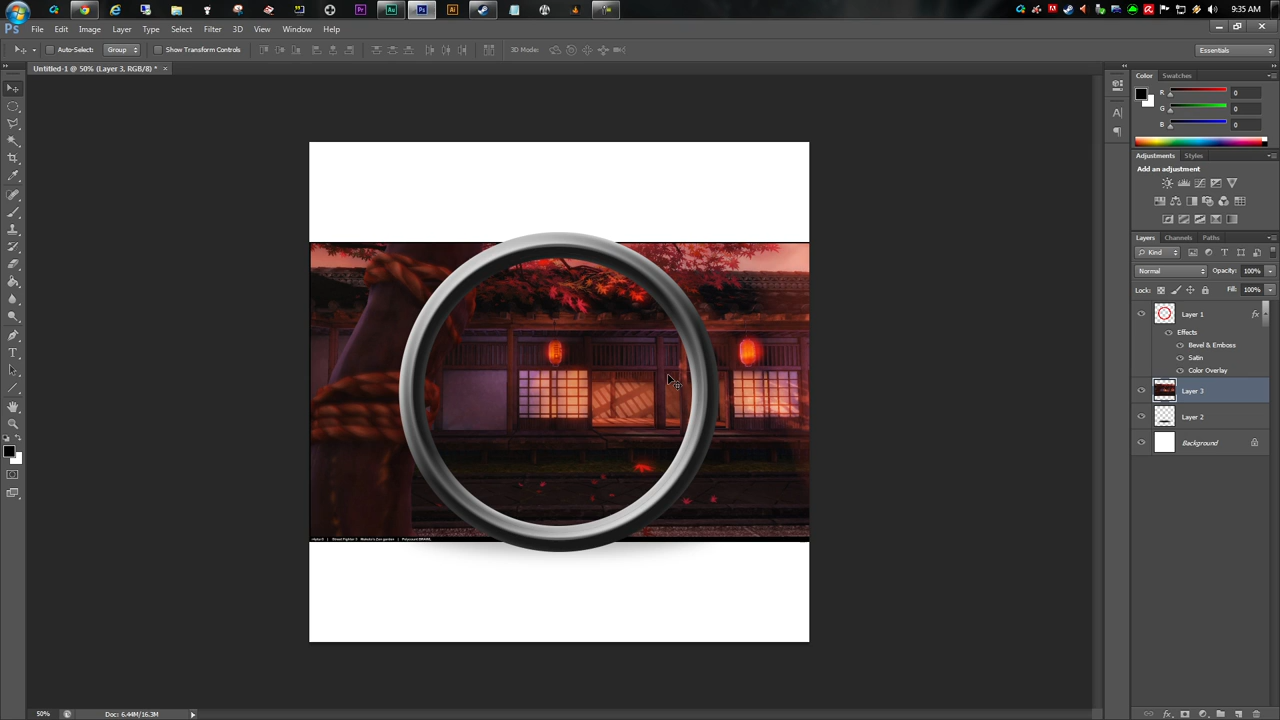 9:35 AM
Ps File Edit Image Layer Type Select Filter 3D View Window Help
Auto-Select: Group Show Transform Controls 3D Mode: Essentials
Untitled-1 @ 50% (Layer 3, RGB/8) * ×
Color Swatches
R 0
G 0
B 0
Adjustments Styles
Add an adjustment
Layers Channels Paths
Kind
Normal Opacity: 100%
Lock: Fill: 100%
Layer 1 fx
Effects
Bevel & Emboss
Satin
Color Overlay
Layer 3
Layer 2
Background
50% Doc: 6.44M/16.3M